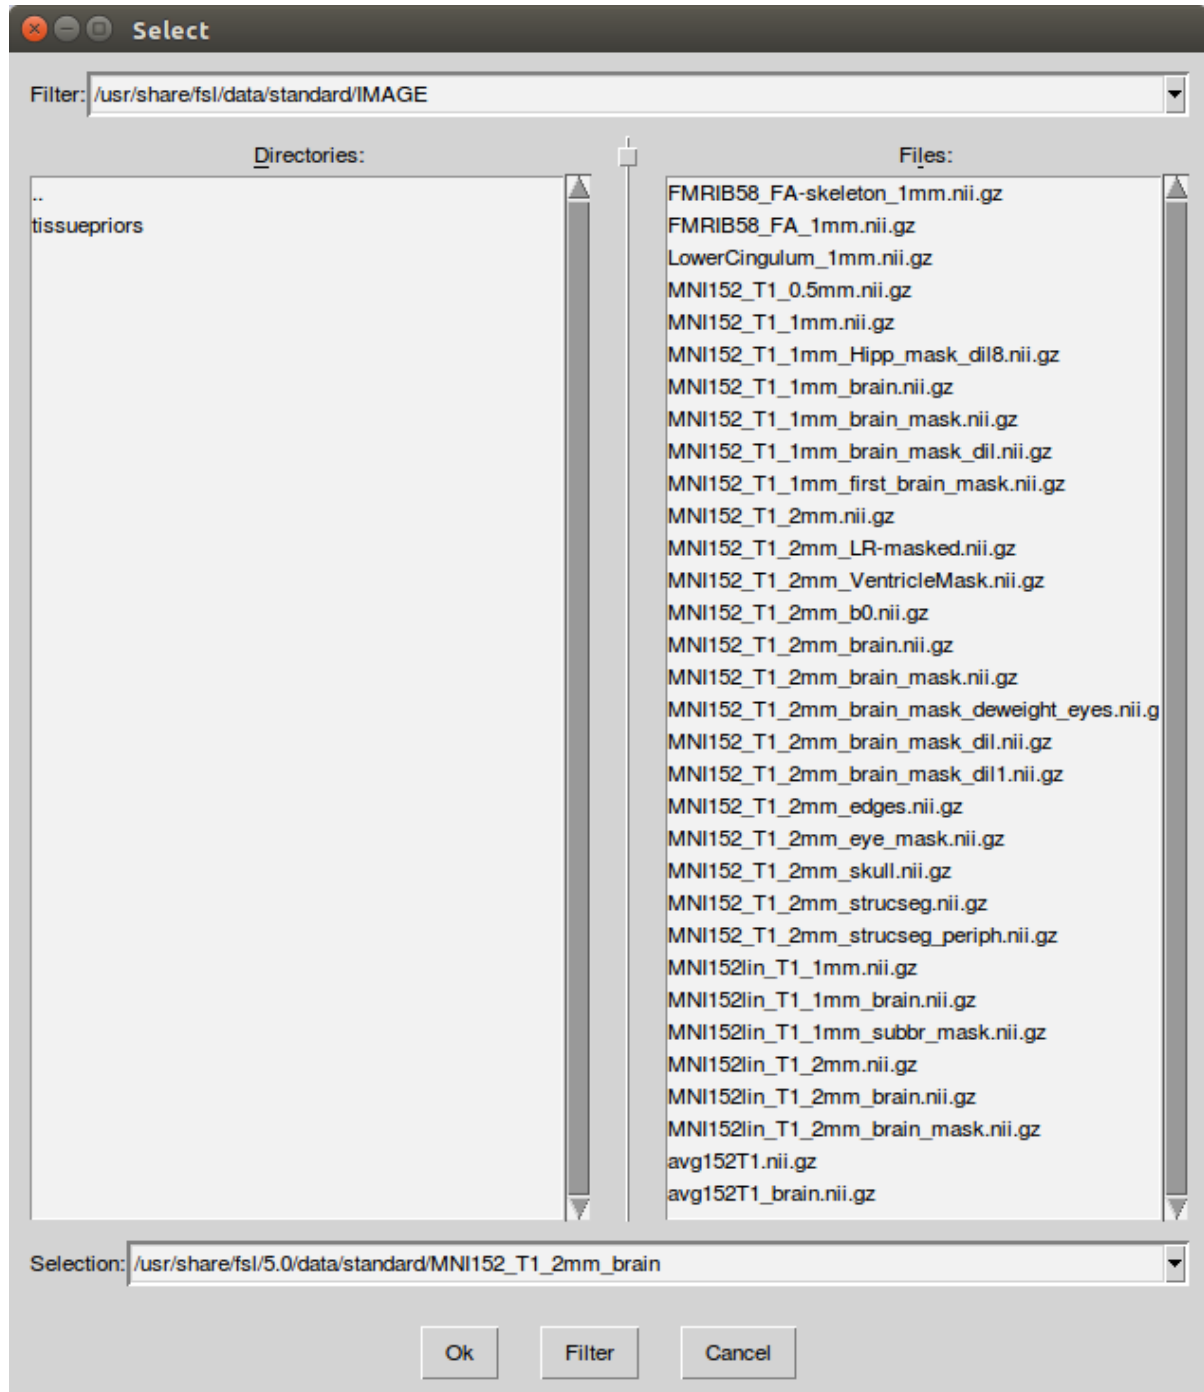 Select
Filter: /usr/share/fsl/data/standard/IMAGE
Directories:
..
tissuepriors
Files:
FMRIB58_FA-skeleton_1mm.nii.gz
FMRIB58_FA_1mm.nii.gz
LowerCingulum_1mm.nii.gz
MNI152_T1_0.5mm.nii.gz
MNI152_T1_1mm.nii.gz
MNI152_T1_1mm_Hipp_mask_dil8.nii.gz
MNI152_T1_1mm_brain.nii.gz
MNI152_T1_1mm_brain_mask.nii.gz
MNI152_T1_1mm_brain_mask_dil.nii.gz
MNI152_T1_1mm_first_brain_mask.nii.gz
MNI152_T1_2mm.nii.gz
MNI152_T1_2mm_LR-masked.nii.gz
MNI152_T1_2mm_VentricleMask.nii.gz
MNI152_T1_2mm_b0.nii.gz
MNI152_T1_2mm_brain.nii.gz
MNI152_T1_2mm_brain_mask.nii.gz
MNI152_T1_2mm_brain_mask_deweight_eyes.nii.g
MNI152_T1_2mm_brain_mask_dil.nii.gz
MNI152_T1_2mm_brain_mask_dil1.nii.gz
MNI152_T1_2mm_edges.nii.gz
MNI152_T1_2mm_eye_mask.nii.gz
MNI152_T1_2mm_skull.nii.gz
MNI152_T1_2mm_strucseg.nii.gz
MNI152_T1_2mm_strucseg_periph.nii.gz
MNI152lin_T1_1mm.nii.gz
MNI152lin_T1_1mm_brain.nii.gz
MNI152lin_T1_1mm_subbr_mask.nii.gz
MNI152lin_T1_2mm.nii.gz
MNI152lin_T1_2mm_brain.nii.gz
MNI152lin_T1_2mm_brain_mask.nii.gz
avg152T1.nii.gz
avg152T1_brain.nii.gz
Selection: /usr/share/fsl/5.0/data/standard/MNI152_T1_2mm_brain
Ok Filter Cancel